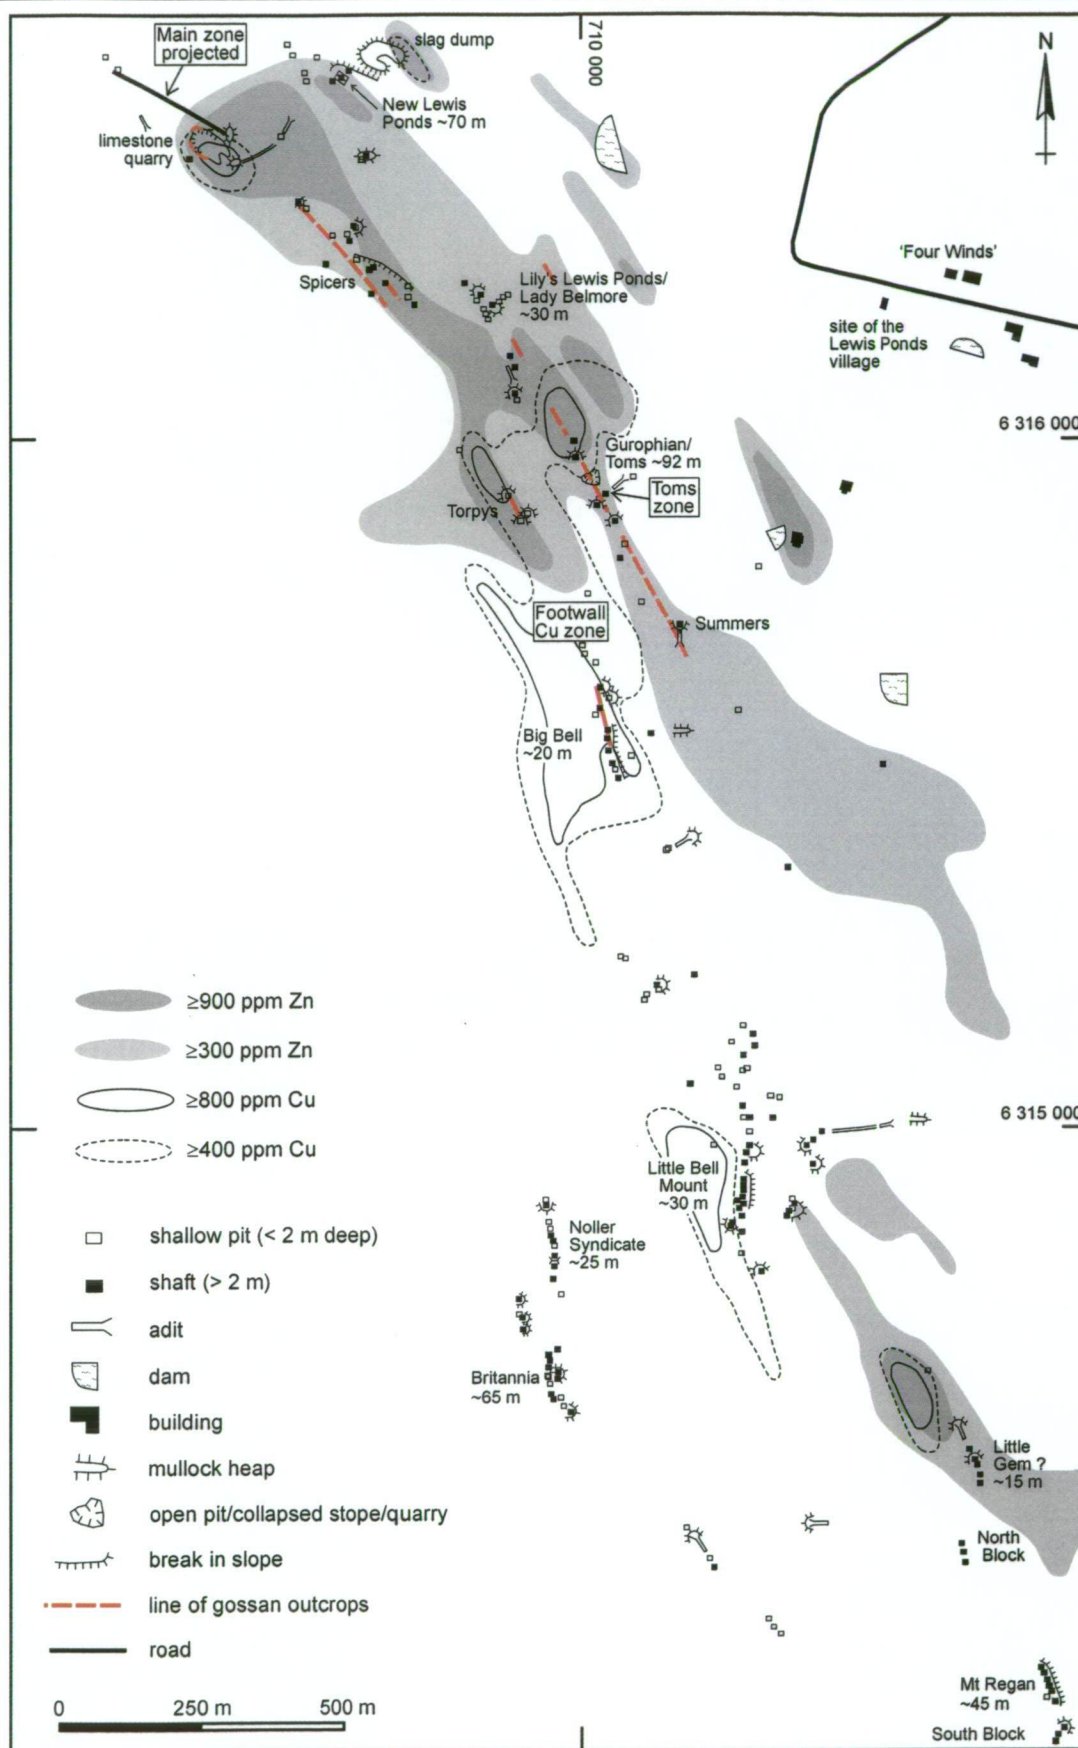 Main zone
projected
slag dump
710 000
N
New Lewis
Ponds ~70 m
limestone
quarry
'Four Winds'
Spicers
Lily's Lewis Ponds/
Lady Belmore
~30 m
site of the
Lewis Ponds
village
6 316 000
Gurophian/
Toms ~92 m
Toms
zone
Torpys
Footwall
Cu zone
Summers
Big Bell
~20 m
≥900 ppm Zn
≥300 ppm Zn
≥800 ppm Cu
≥400 ppm Cu
6 315 000
Little Bell
Mount
~30 m
shallow pit (< 2 m deep)
shaft (> 2 m)
adit
dam
building
mullock heap
open pit/collapsed stope/quarry
break in slope
line of gossan outcrops
road
Noller
Syndicate
~25 m
Britannia
~65 m
Little
Gem ?
~15 m
North
Block
Mt Regan
~45 m
South Block
0 250 m 500 m